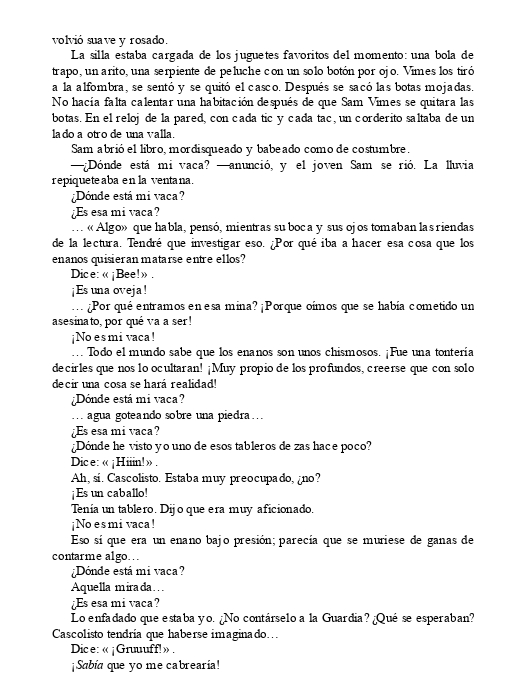 volvió suave y rosado.
La silla estaba cargada de los juguetes favoritos del momento: una bola de
trapo, un arito, una serpiente de peluche con un solo botón por ojo. Vimes los tiró
a la alfombra, se sentó y se quitó el casco. Después se sacó las botas mojadas.
No hacía falta calentar una habitación después de que Sam Vimes se quitara las
botas. En el reloj de la pared, con cada tic y cada tac, un corderito saltaba de un
lado a otro de una valla.
Sam abrió el libro, mordisqueado y babeado como de costumbre.
—¿Dónde está mi vaca? —anunció, y el joven Sam se rió. La lluvia
repiqueteaba en la ventana.
¿Dónde está mi vaca?
¿Es esa mi vaca?
… «Algo» que habla, pensó, mientras su boca y sus ojos tomaban las riendas
de la lectura. Tendré que investigar eso. ¿Por qué iba a hacer esa cosa que los
enanos quisieran matarse entre ellos?
Dice: «¡Bee!».
¡Es una oveja!
… ¿Por qué entramos en esa mina? ¡Porque oímos que se había cometido un
asesinato, por qué va a ser!
¡No es mi vaca!
… Todo el mundo sabe que los enanos son unos chismosos. ¡Fue una tontería
decirles que nos lo ocultaran! ¡Muy propio de los profundos, creerse que con solo
decir una cosa se hará realidad!
¿Dónde está mi vaca?
… agua goteando sobre una piedra…
¿Es esa mi vaca?
¿Dónde he visto yo uno de esos tableros de zas hace poco?
Dice: «¡Hiiin!».
Ah, sí. Cascolisto. Estaba muy preocupado, ¿no?
¡Es un caballo!
Tenía un tablero. Dijo que era muy aficionado.
¡No es mi vaca!
Eso sí que era un enano bajo presión; parecía que se muriese de ganas de
contarme algo…
¿Dónde está mi vaca?
Aquella mirada…
¿Es esa mi vaca?
Lo enfadado que estaba yo. ¿No contárselo a la Guardia? ¿Qué se esperaban?
Cascolisto tendría que haberse imaginado…
Dice: «¡Gruuuff!».
¡Sabía que yo me cabrearía!